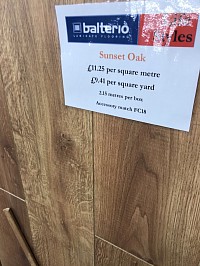 balterio
LAMINATE FLOORING
Sunset Oak
£11.25 per square metre
£9.41 per square yard
2.15 metres per box
Accessory match FC18